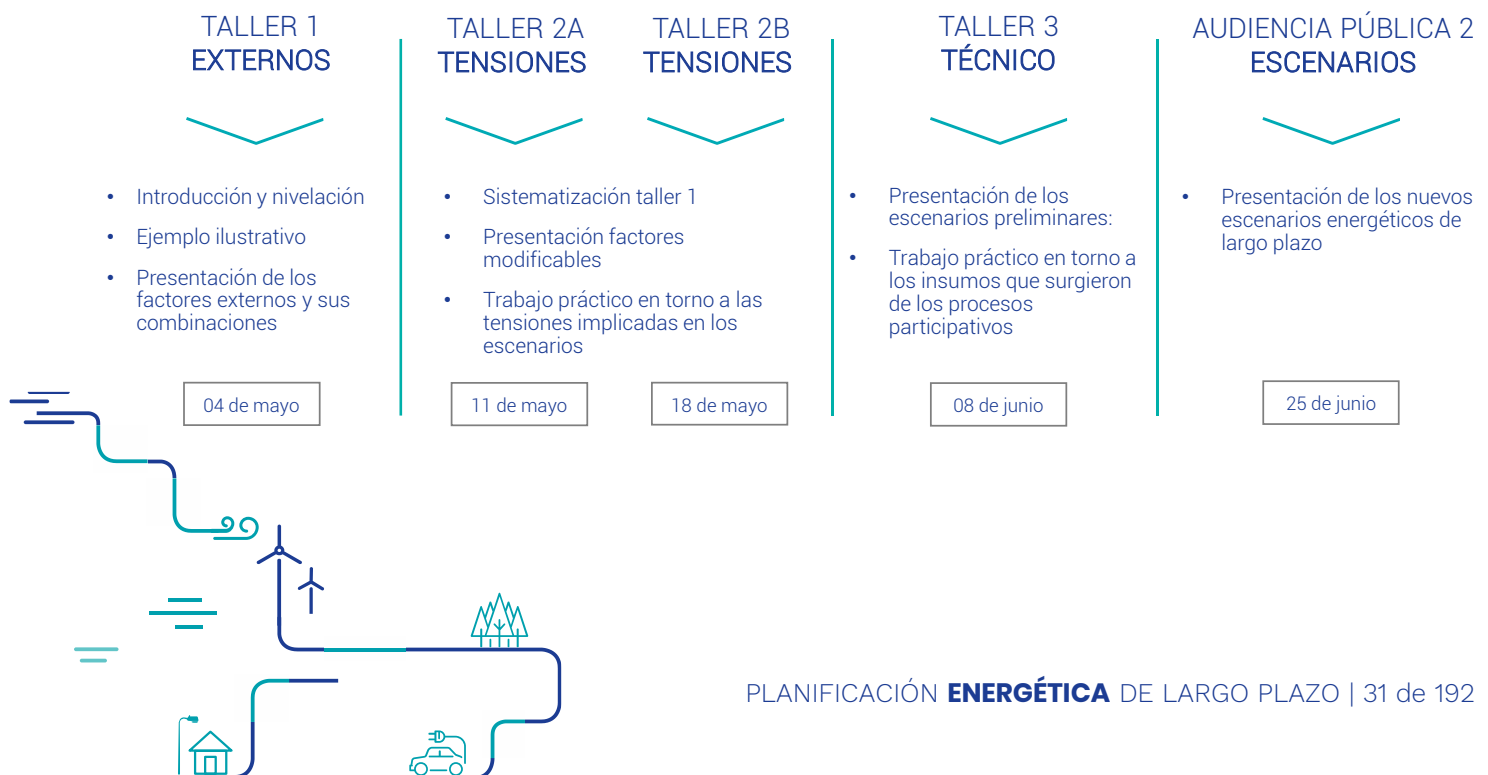 TALLER 1
EXTERNOS
• Introducción y nivelación
• Ejemplo ilustrativo
• Presentación de los
factores externos y sus
combinaciones
04 de mayo
TALLER 2A
TENSIONES
TALLER 2B
TENSIONES
• Sistematización taller 1
• Presentación factores
modificables
• Trabajo práctico en torno a las
tensiones implicadas en los
escenarios
11 de mayo
18 de mayo
TALLER 3
TÉCNICO
• Presentación de los
escenarios preliminares:
• Trabajo práctico en torno a
los insumos que surgieron
de los procesos
participativos
08 de junio
AUDIENCIA PÚBLICA 2
ESCENARIOS
• Presentación de los nuevos
escenarios energéticos de
largo plazo
25 de junio
PLANIFICACIÓN ENERGÉTICA DE LARGO PLAZO | 31 de 192